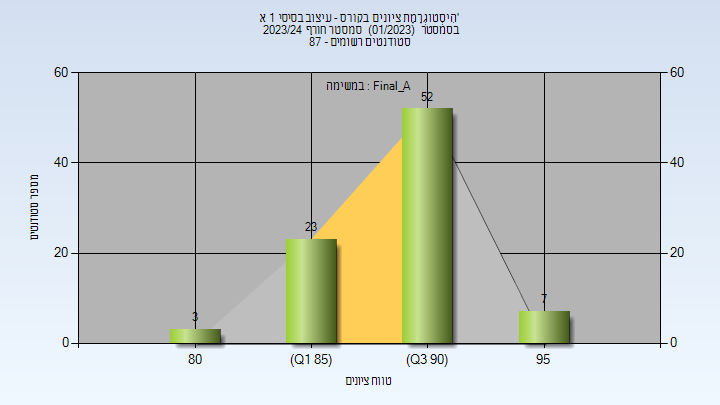 הִיסטוגרָמַת ציונים בקורס - עיצוב בסיסי 1 א'
בסמסטר (01/2023) סמסטר חורף 2023/24
סטודנטים רשומים - 87
במשימה : Final_A
מספר סטודנטים
60
40
20
0
60
40
20
0
3
23
52
7
80
(Q1 85)
(Q3 90)
95
טווח ציונים